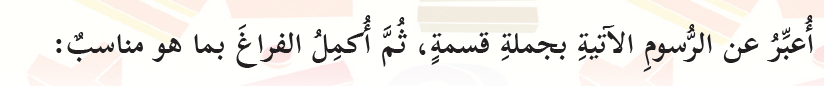 أُعبِّرُ عن الرُّسومِ الآتيةِ بجملةِ قسمةٍ، ثُمَّ أُكمِلُ الفراغَ بما هو مناسبٌ: